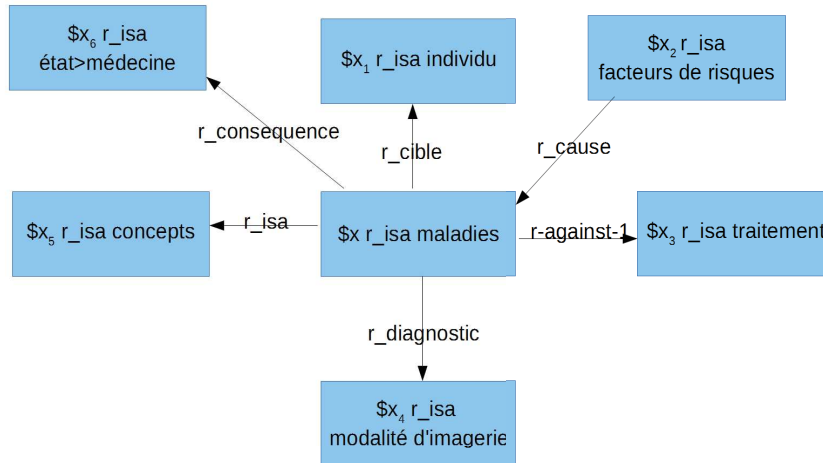 $x₆ r_isa
état>médecine
$x₁ r_isa individu
$x₂ r_isa
facteurs de risques
r_consequence
r_cible
r_cause
$x₅ r_isa concepts
r_isa
$x r_isa maladies
r-against-1
$x₃ r_isa traitement
r_diagnostic
$x₄ r_isa
modalité d'imagerie